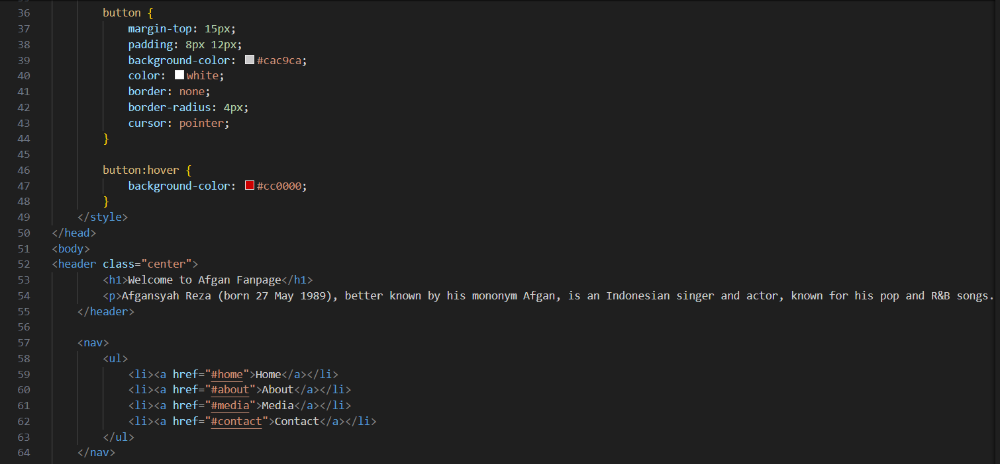 36 button {
37 margin-top: 15px;
38 padding: 8px 12px;
39 background-color: #cac9ca;
40 color: white;
41 border: none;
42 border-radius: 4px;
43 cursor: pointer;
44 }
45
46 button:hover {
47 background-color: #cc0000;
48 }
49 </style>
50 </head>
51 <body>
52 <header class="center">
53 <h1>Welcome to Afgan Fanpage</h1>
54 <p>Afgansyah Reza (born 27 May 1989), better known by his mononym Afgan, is an Indonesian singer and actor, known for his pop and R&B songs.
55 </header>
56
57 <nav>
58 <ul>
59 <li><a href="#home">Home</a></li>
60 <li><a href="#about">About</a></li>
61 <li><a href="#media">Media</a></li>
62 <li><a href="#contact">Contact</a></li>
63 </ul>
64 </nav>